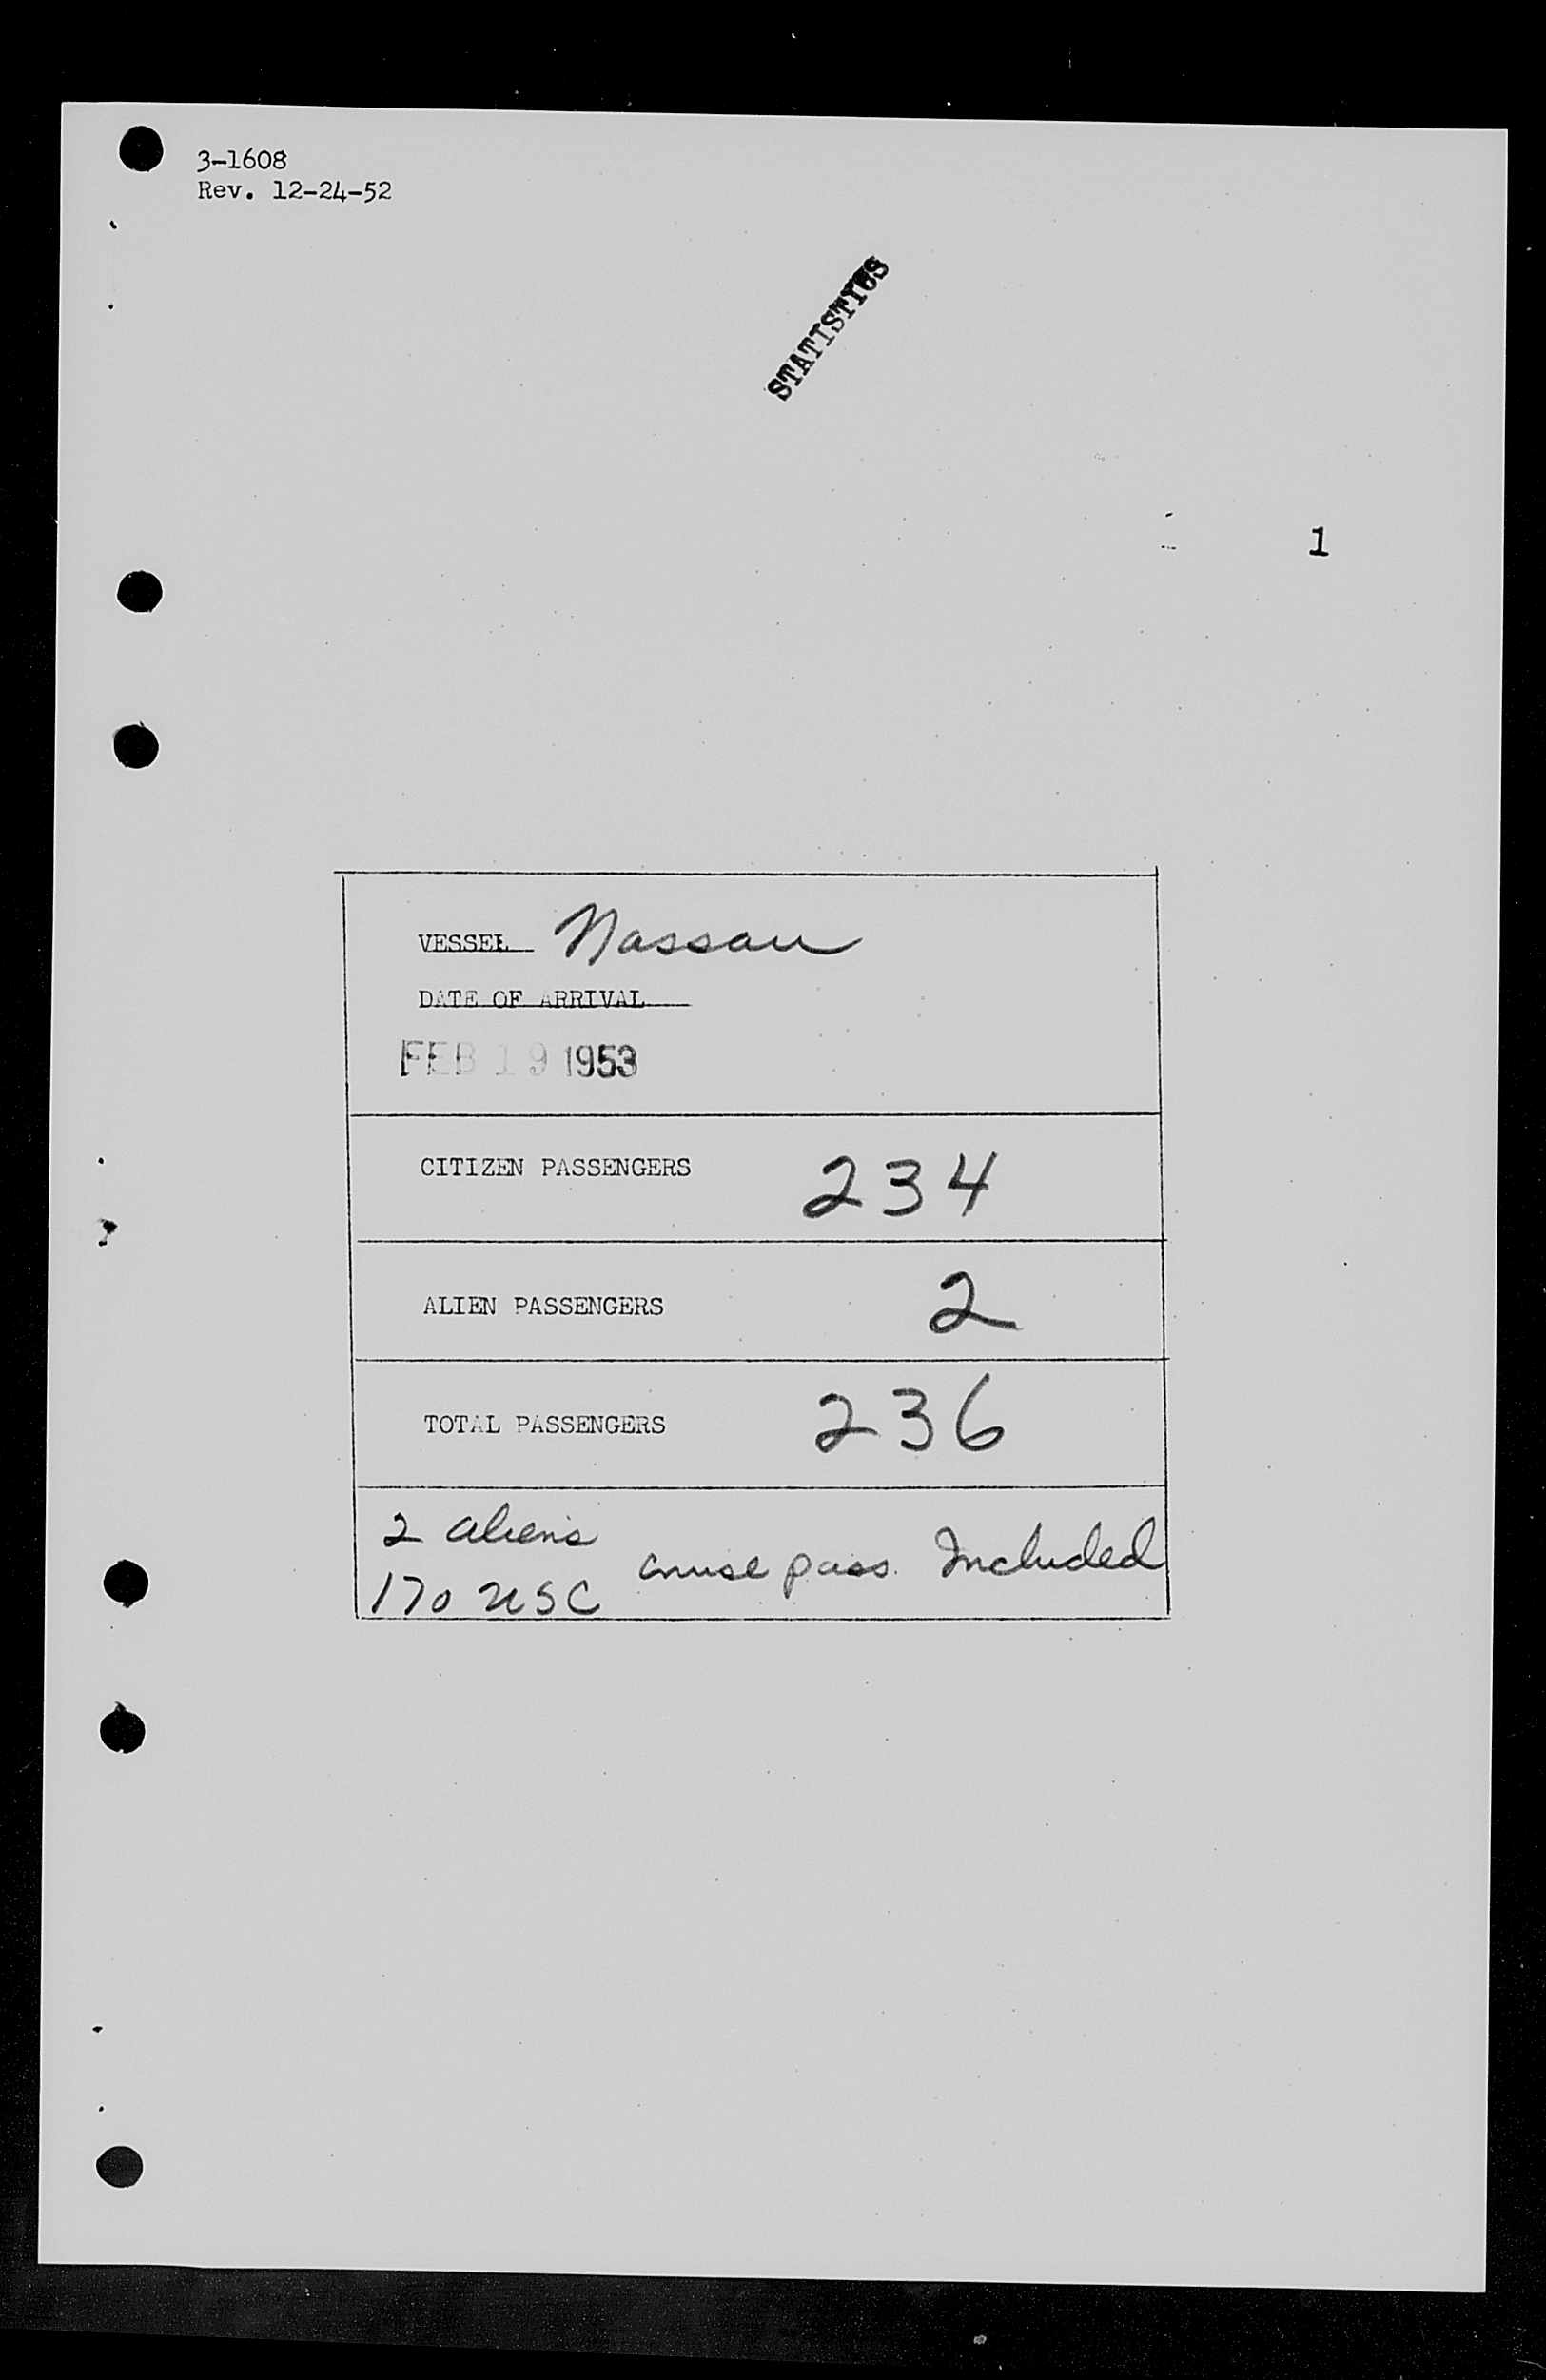 3-1608
Rev. 12-24-52
STATISTICS
1
VESSEL Nassau
DATE OF ARRIVAL
FEB 19 1953
CITIZEN PASSENGERS 234
ALIEN PASSENGERS 2
TOTAL PASSENGERS 236
2 aliens
170 USC cruise pass. Included